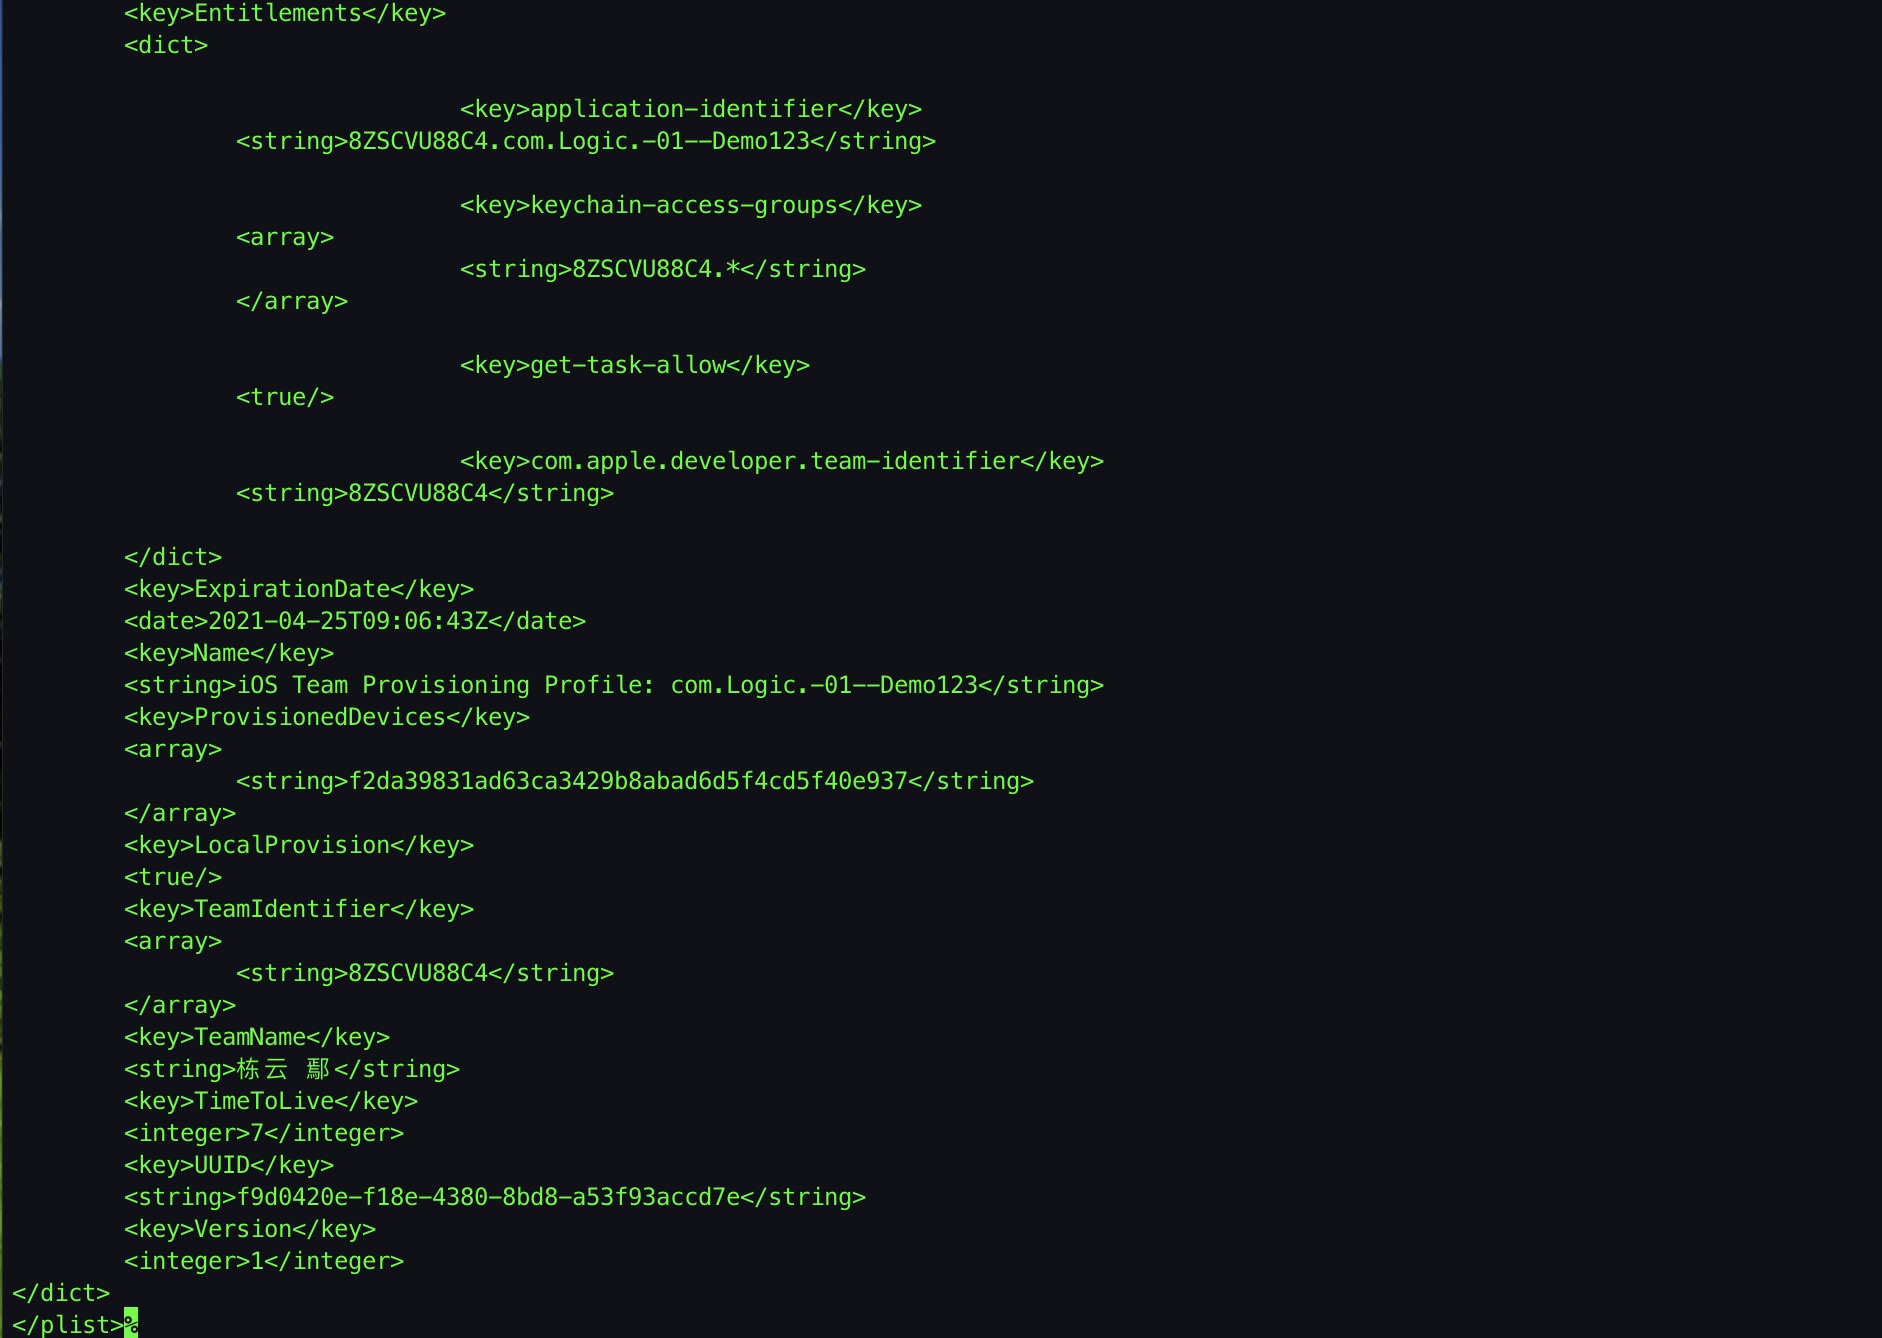 <key>Entitlements</key>
<dict>
<key>application-identifier</key>
<string>8ZSCVU88C4.com.Logic.-01--Demo123</string>
<key>keychain-access-groups</key>
<array>
<string>8ZSCVU88C4.*</string>
</array>
<key>get-task-allow</key>
<true/>
<key>com.apple.developer.team-identifier</key>
<string>8ZSCVU88C4</string>
</dict>
<key>ExpirationDate</key>
<date>2021-04-25T09:06:43Z</date>
<key>Name</key>
<string>iOS Team Provisioning Profile: com.Logic.-01--Demo123</string>
<key>ProvisionedDevices</key>
<array>
<string>f2da39831ad63ca3429b8abad6d5f4cd5f40e937</string>
</array>
<key>LocalProvision</key>
<true/>
<key>TeamIdentifier</key>
<array>
<string>8ZSCVU88C4</string>
</array>
<key>TeamName</key>
<string>栋云 鄢</string>
<key>TimeToLive</key>
<integer>7</integer>
<key>UUID</key>
<string>f9d0420e-f18e-4380-8bd8-a53f93accd7e</string>
<key>Version</key>
<integer>1</integer>
</dict>
</plist>%